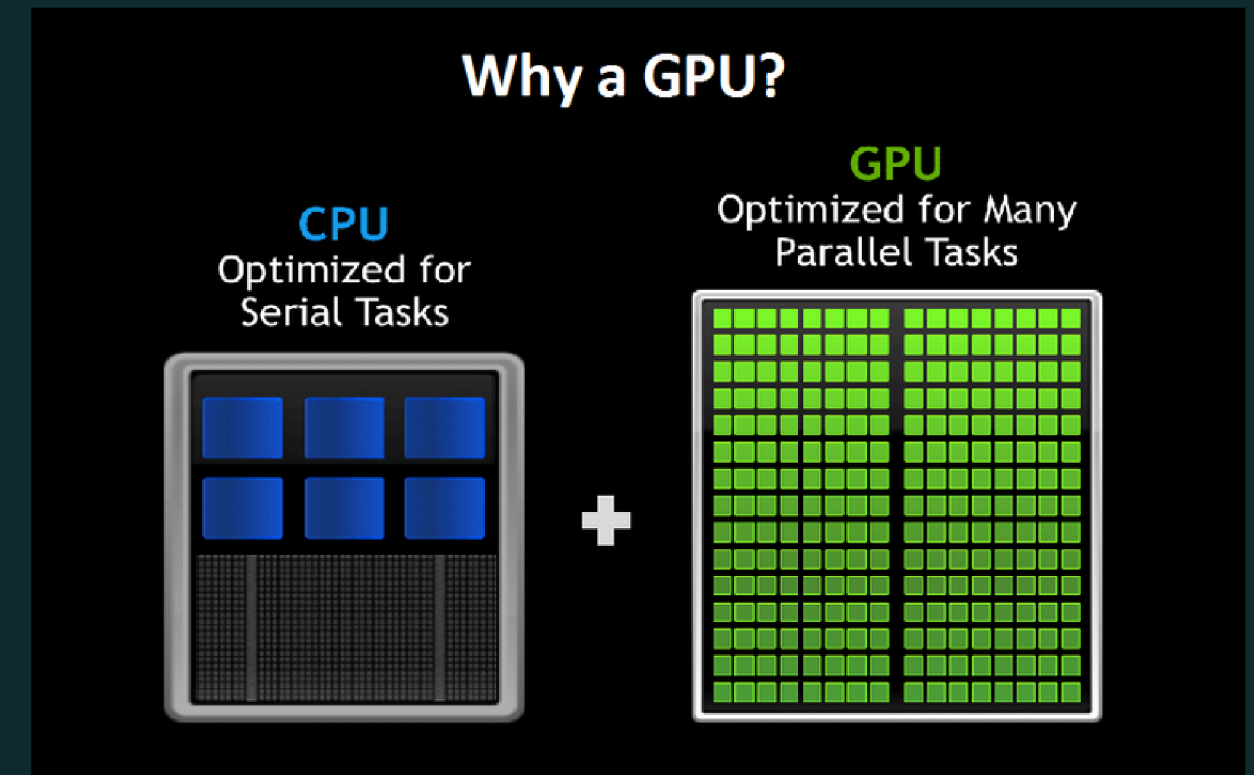 Why a GPU?
CPU
Optimized for
Serial Tasks
GPU
Optimized for Many
Parallel Tasks